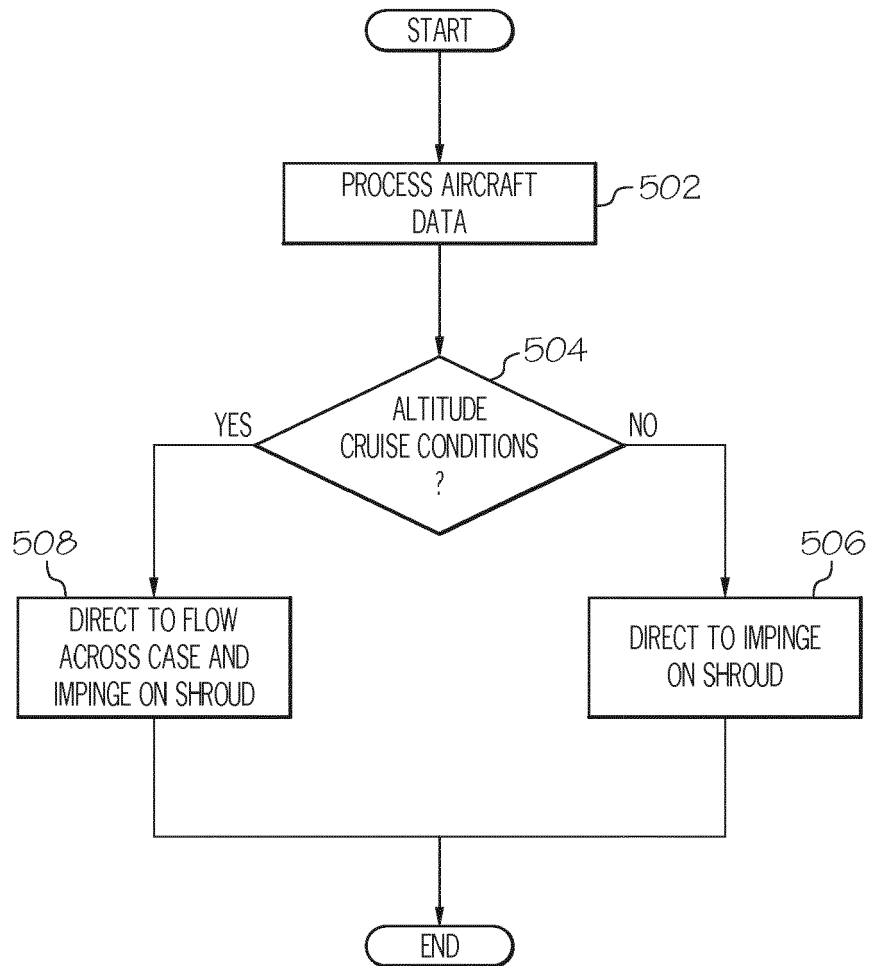 START
PROCESS AIRCRAFT
DATA
502
504
ALTITUDE
CRUISE CONDITIONS
?
YES
NO
508
506
DIRECT TO FLOW
ACROSS CASE AND
IMPINGE ON SHROUD
DIRECT TO IMPINGE
ON SHROUD
END